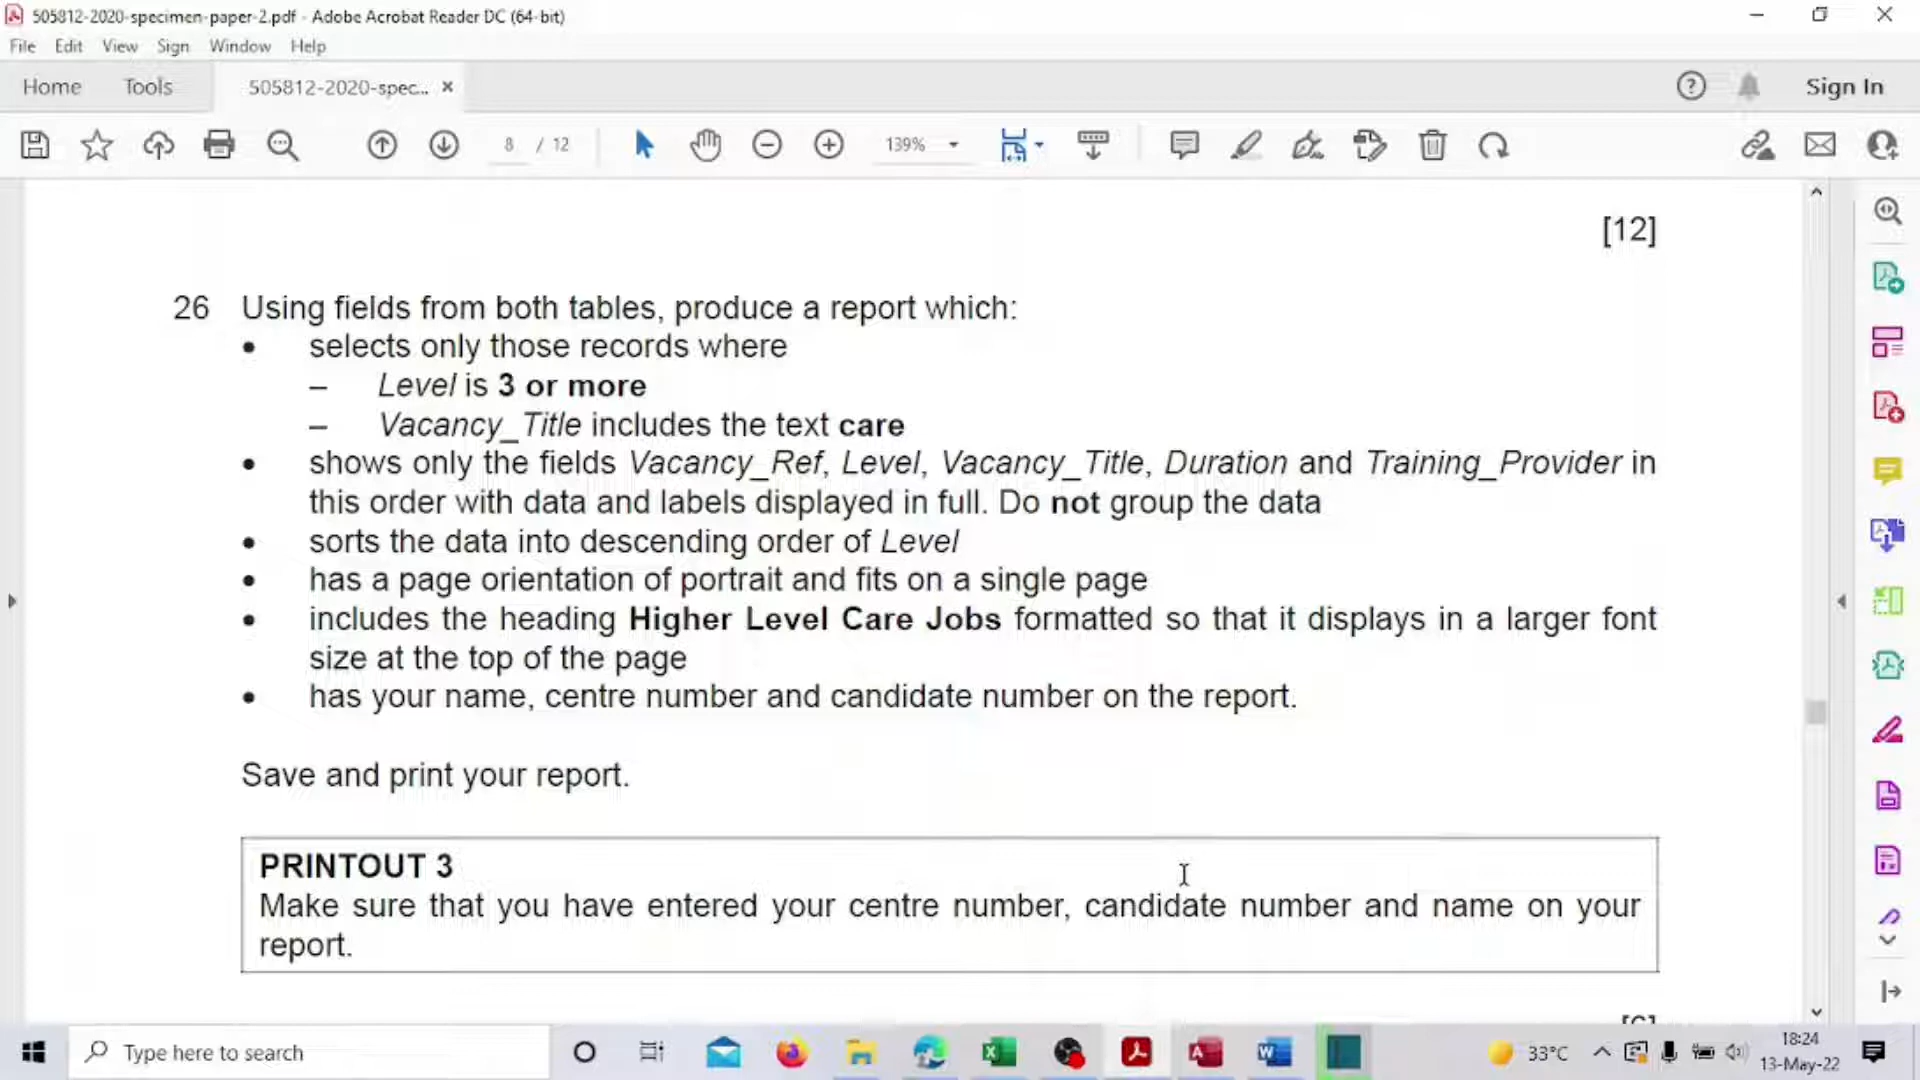 505812-2020-specimen-paper-2.pdf - Adobe Acrobat Reader DC (64-bit)
File Edit View Sign Window Help
Home Tools 505812-2020-spec... × Sign In
8 / 12 139%
[12]
26 Using fields from both tables, produce a report which:
• selects only those records where
– Level is 3 or more
– Vacancy_Title includes the text care
• shows only the fields Vacancy_Ref, Level, Vacancy_Title, Duration and Training_Provider in
this order with data and labels displayed in full. Do not group the data
• sorts the data into descending order of Level
• has a page orientation of portrait and fits on a single page
• includes the heading Higher Level Care Jobs formatted so that it displays in a larger font
size at the top of the page
• has your name, centre number and candidate number on the report.
Save and print your report.
PRINTOUT 3
Make sure that you have entered your centre number, candidate number and name on your
report.
Type here to search
33°C
18:24
13-May-22